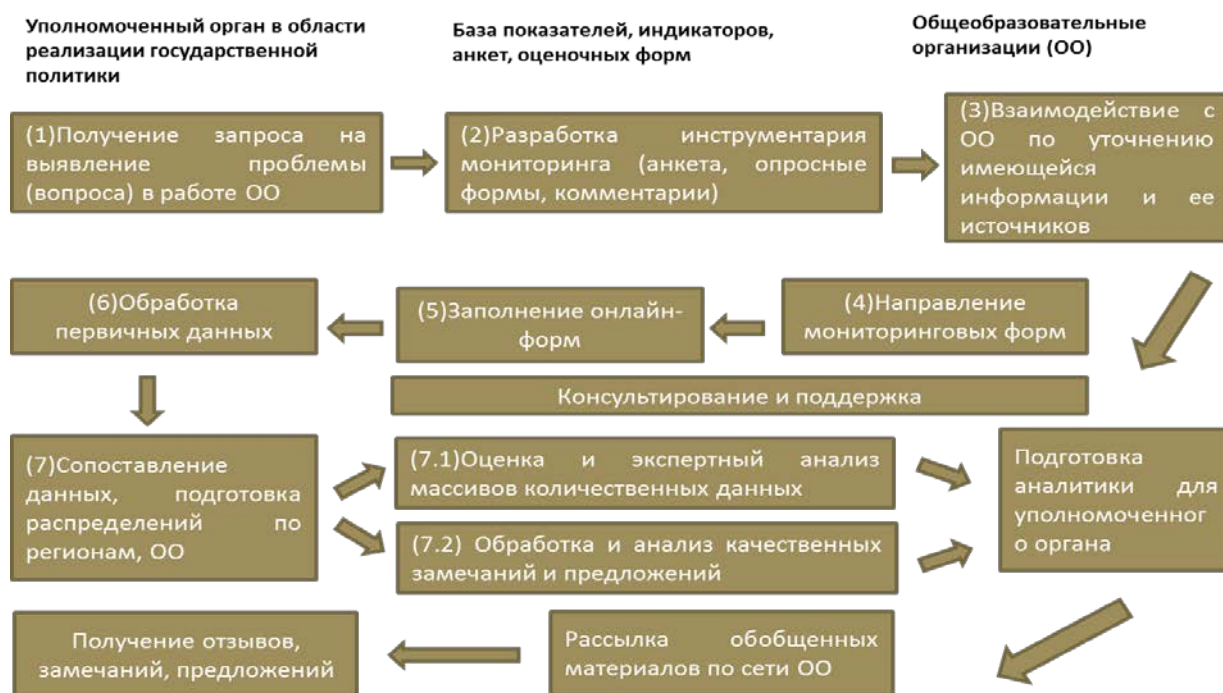 Уполномоченный орган в области
реализации государственной
политики
База показателей, индикаторов,
анкет, оценочных форм
Общеобразовательные
организации (ОО)
(1)Получение запроса на
выявление проблемы
(вопроса) в работе ОО
(2)Разработка инструментария
мониторинга (анкета, опросные
формы, комментарии)
(3)Взаимодействие с
ОО по уточнению
имеющейся
информации и ее
источников
(6)Обработка
первичных данных
(5)Заполнение онлайн-
форм
(4)Направление
мониторинговых форм
Консультирование и поддержка
(7)Сопоставление
данных, подготовка
распределений по
регионам, ОО
(7.1)Оценка и экспертный анализ
массивов количественных данных
(7.2) Обработка и анализ качественных
замечаний и предложений
Подготовка
аналитики для
уполномоченног
о органа
Получение отзывов,
замечаний, предложений
Рассылка обобщенных
материалов по сети ОО